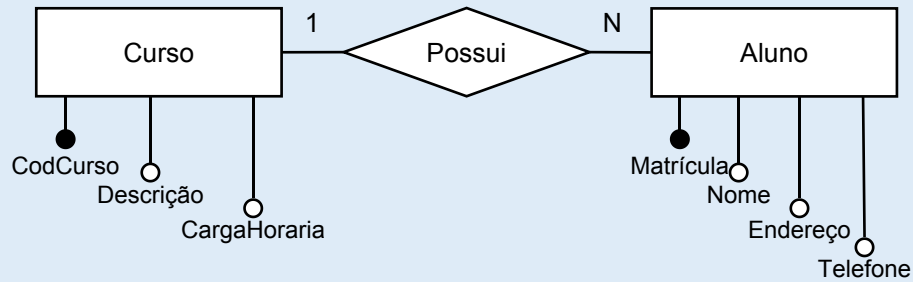 1
N
Curso
Possui
Aluno
CodCurso
Descrição
CargaHoraria
Matrícula
Nome
Endereço
Telefone